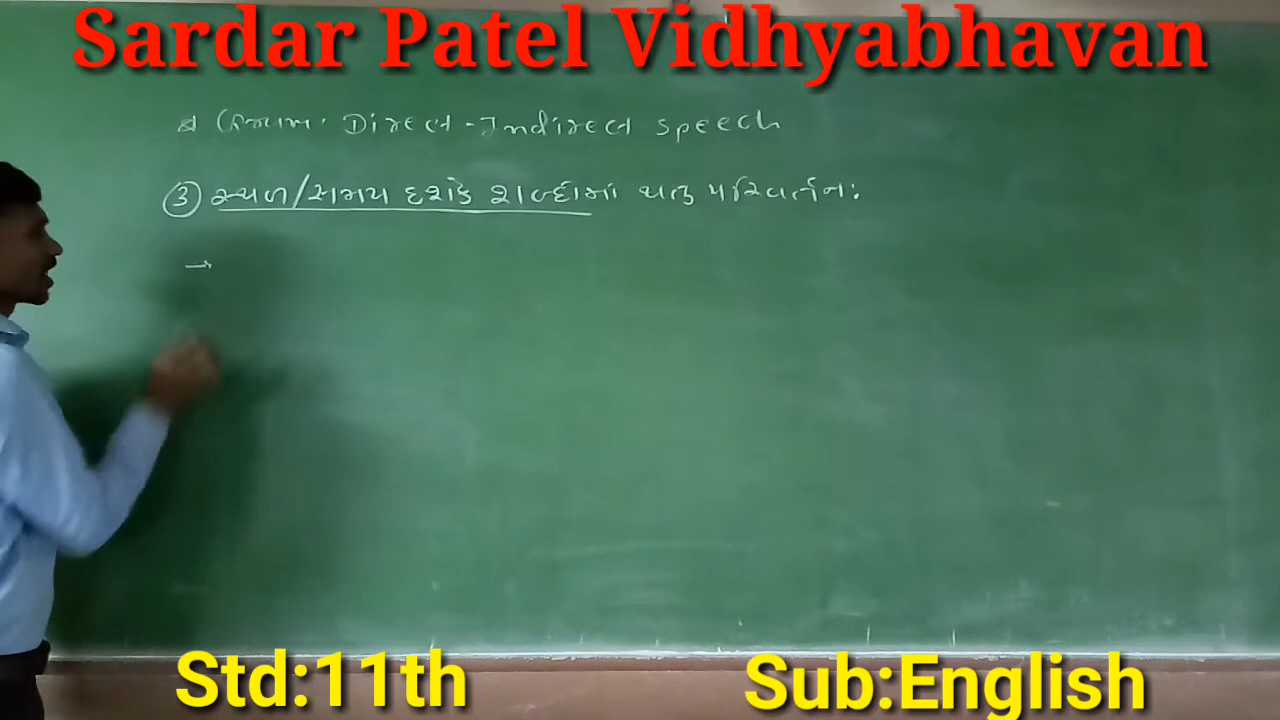 Sardar Patel Vidhyabhavan
Direct - Indirect speech
③ સ્થળ/સમય દર્શક શબ્દોમાં થતુ પરિવર્તન:
→
Std:11th
Sub:English